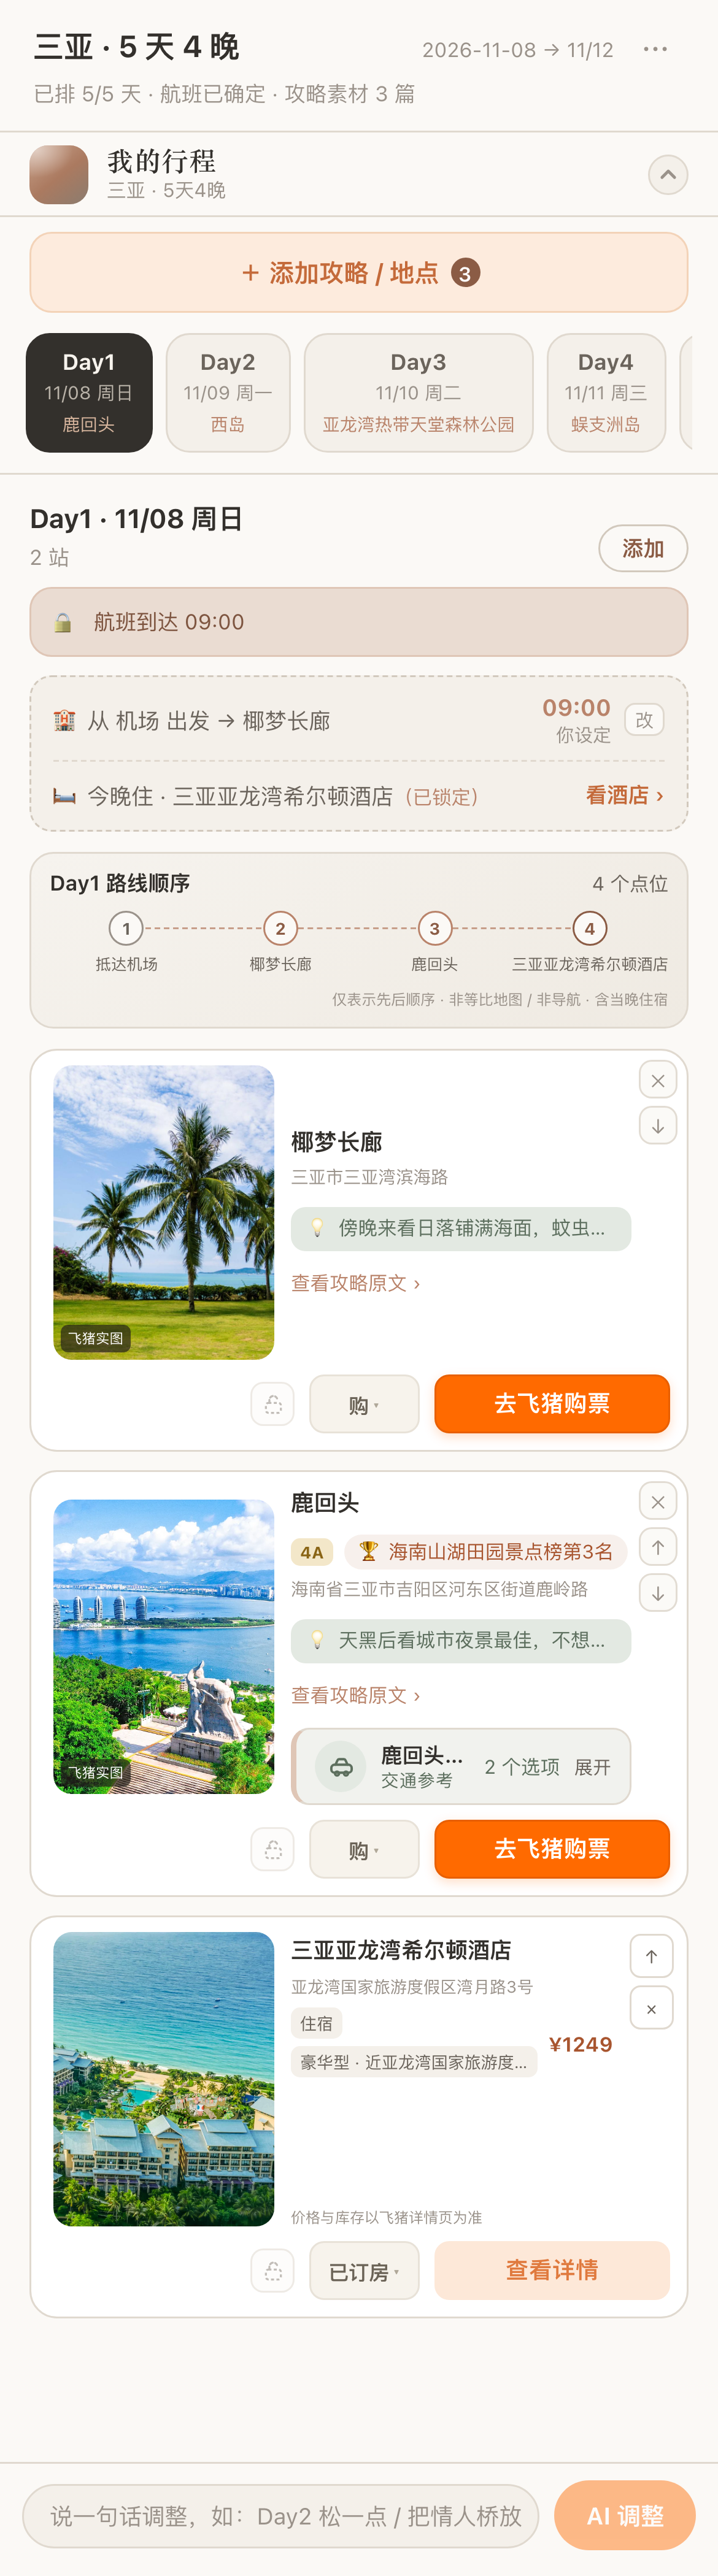 三亚 · 5 天 4 晚
2026-11-08 → 11/12
···
已排 5/5 天 · 航班已确定 · 攻略素材 3 篇
我的行程
三亚 · 5天4晚
+ 添加攻略 / 地点 3
Day1
11/08 周日
鹿回头
Day2
11/09 周一
西岛
Day3
11/10 周二
亚龙湾热带天堂森林公园
Day4
11/11 周三
蜈支洲岛
Day1 · 11/08 周日
2 站
添加
航班到达 09:00
从 机场 出发 → 椰梦长廊
09:00
你设定
改
今晚住 · 三亚亚龙湾希尔顿酒店（已锁定）
看酒店 ›
Day1 路线顺序
4 个点位
1
2
3
4
抵达机场
椰梦长廊
鹿回头
三亚亚龙湾希尔顿酒店
仅表示先后顺序 · 非等比地图 / 非导航 · 含当晚住宿
椰梦长廊
三亚市三亚湾滨海路
傍晚来看日落铺满海面，蚊虫...
查看攻略原文 ›
飞猪实图
购
去飞猪购票
鹿回头
4A
海南山湖田园景点榜第3名
海南省三亚市吉阳区河东区街道鹿岭路
天黑后看城市夜景最佳，不想...
查看攻略原文 ›
飞猪实图
鹿回头...
交通参考
2 个选项
展开
购
去飞猪购票
三亚亚龙湾希尔顿酒店
亚龙湾国家旅游度假区湾月路3号
住宿
豪华型 · 近亚龙湾国家旅游度...
¥1249
价格与库存以飞猪详情页为准
已订房
查看详情
说一句话调整，如：Day2 松一点 / 把情人桥放
AI 调整